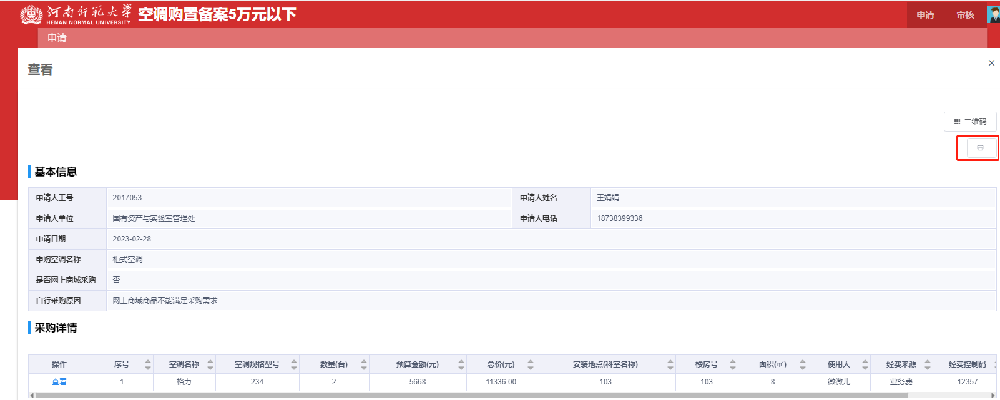 河南师范大学 空调购置备案5万元以下 申请 审核
HENAN NORMAL UNIVERSITY
申请
查看
二维码
基本信息
申请人工号 2017053 申请人姓名 王娟娟
申请人单位 国有资产与实验室管理处 申请人电话 18738399336
申请日期 2023-02-28
申购空调名称 柜式空调
是否网上商城采购 否
自行采购原因 网上商城商品不能满足采购需求
采购详情
操作 序号 空调名称 空调规格型号 数量(台) 预算金额(元) 总价(元) 安装地点(科室名称) 楼房号 面积(㎡) 使用人 经费来源 经费控制码
查看 1 格力 234 2 5668 11336.00 103 103 8 微微儿 业务费 12357